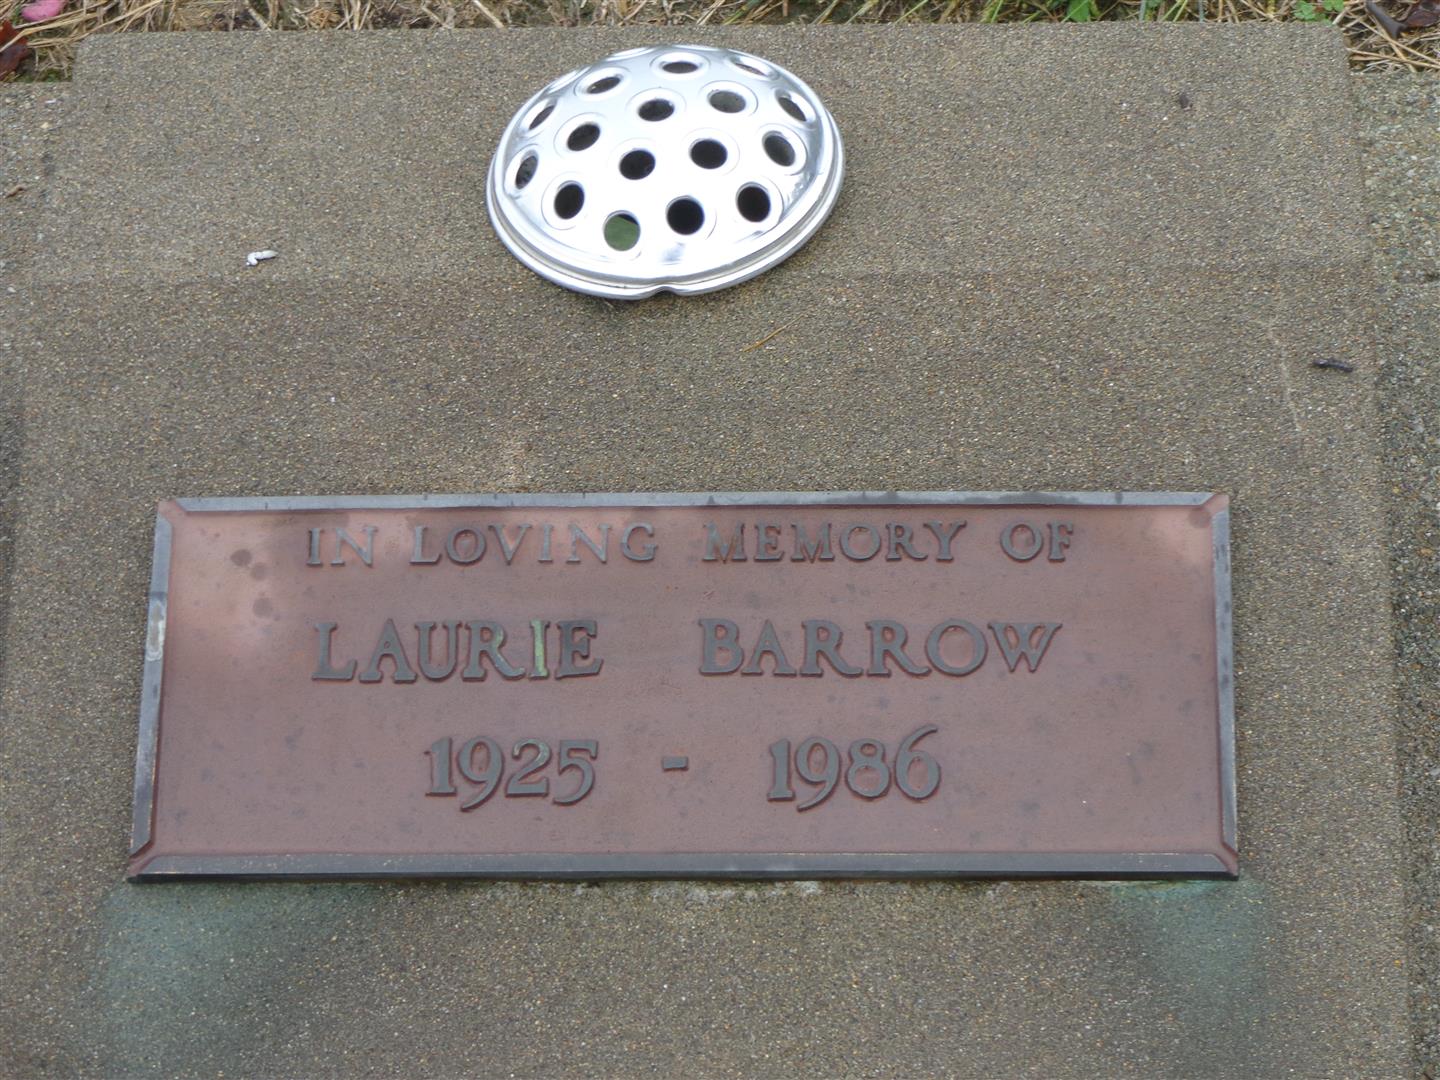 IN LOVING MEMORY OF
LAURIE BARROW
1925 - 1986